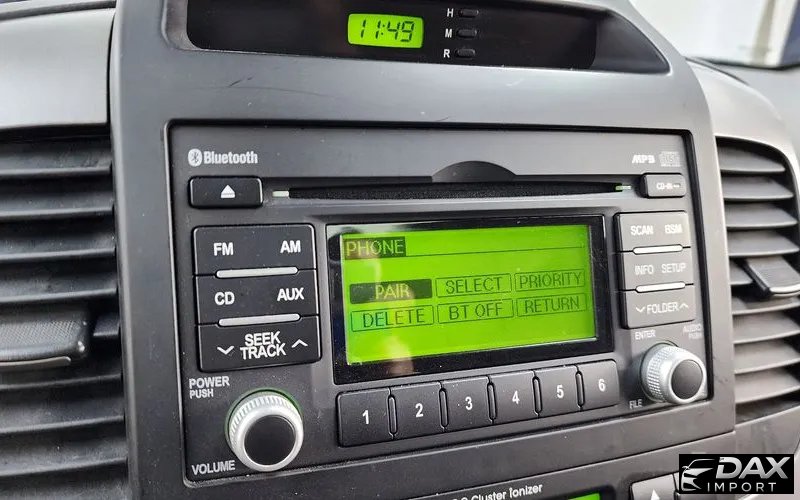 11:49
H
M
R
Bluetooth
MP3
CD-IN
FM AM
CD AUX
SEEK
TRACK
PHONE
PAIR SELECT PRIORITY
DELETE BT OFF RETURN
SCAN BSM
INFO SETUP
FOLDER
ENTER
AUDIO
PUSH
FILE
POWER
PUSH
VOLUME
1 2 3 4 5 6
Cluster Ionizer
DAX
IMPORT